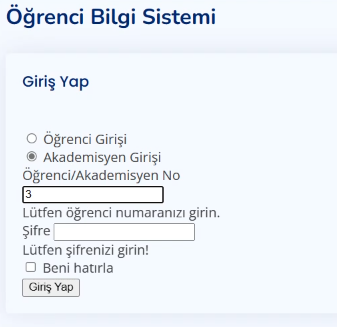 Öğrenci Bilgi Sistemi
Giriş Yap
Öğrenci Girişi
Akademisyen Girişi
Öğrenci/Akademisyen No
3
Lütfen öğrenci numaranızı girin.
Şifre
Lütfen şifrenizi girin!
Beni hatırla
Giriş Yap